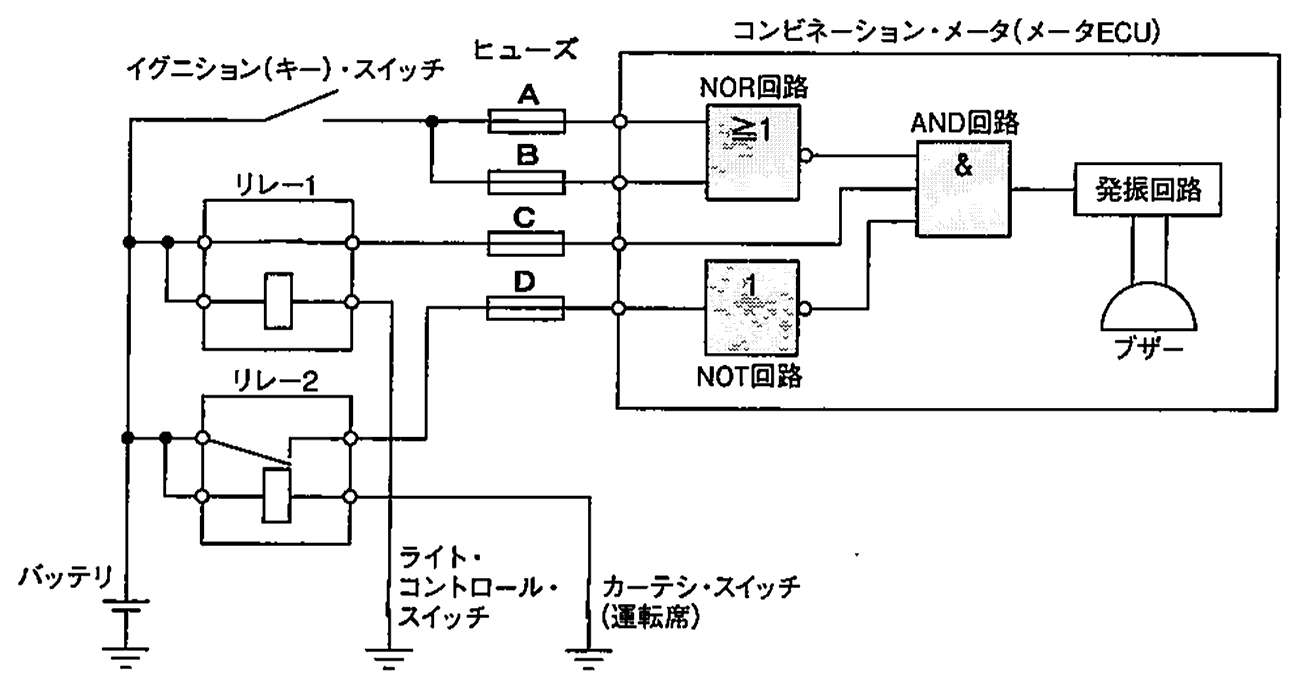 コンビネーション・メータ(メータECU)
ヒューズ
イグニション(キー)・スイッチ
A
NOR回路
≧1
AND回路
&
B
リレー1
発振回路
C
D
1
ブザー
NOT回路
リレー2
バッテリ
ライト・
コントロール・
スイッチ
カーテシ・スイッチ
(運転席)